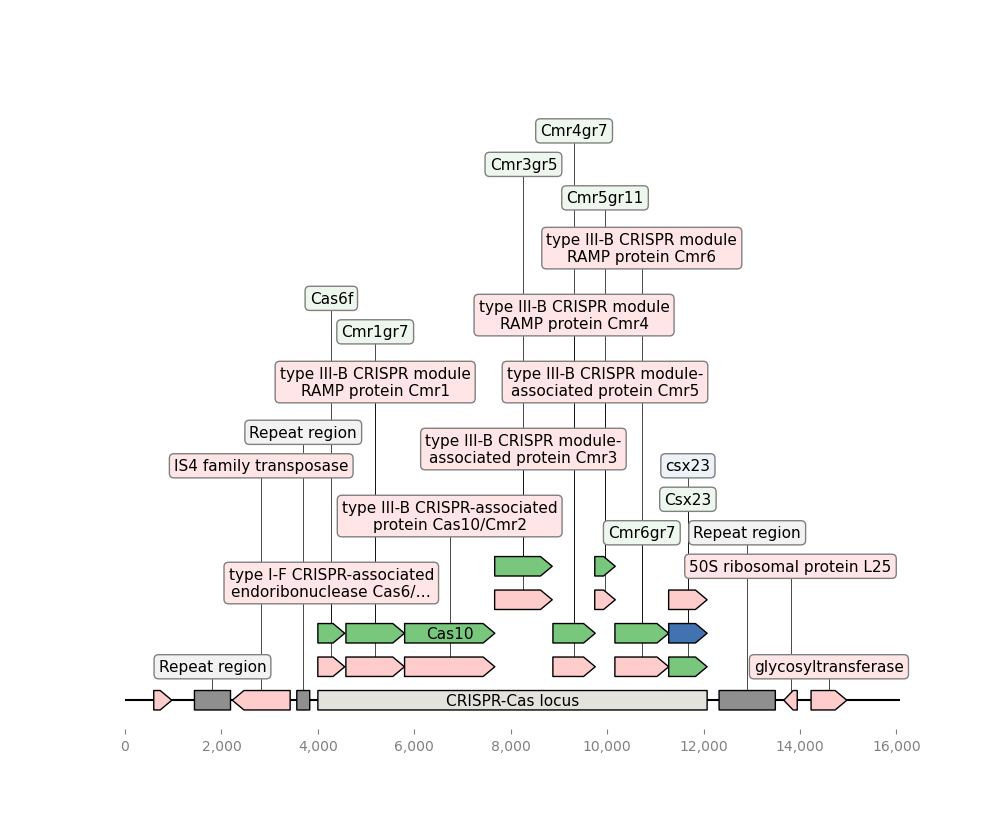 Cmr4gr7
Cmr3gr5
Cmr5gr11
type III-B CRISPR module
RAMP protein Cmr6
Cas6f
type III-B CRISPR module
RAMP protein Cmr4
Cmr1gr7
type III-B CRISPR module
RAMP protein Cmr1
type III-B CRISPR module-
associated protein Cmr5
Repeat region
type III-B CRISPR module-
associated protein Cmr3
IS4 family transposase
csx23
Csx23
type III-B CRISPR-associated
protein Cas10/Cmr2
Cmr6gr7
Repeat region
50S ribosomal protein L25
type I-F CRISPR-associated
endoribonuclease Cas6/…
Cas10
Repeat region
glycosyltransferase
CRISPR-Cas locus
0 2,000 4,000 6,000 8,000 10,000 12,000 14,000 16,000